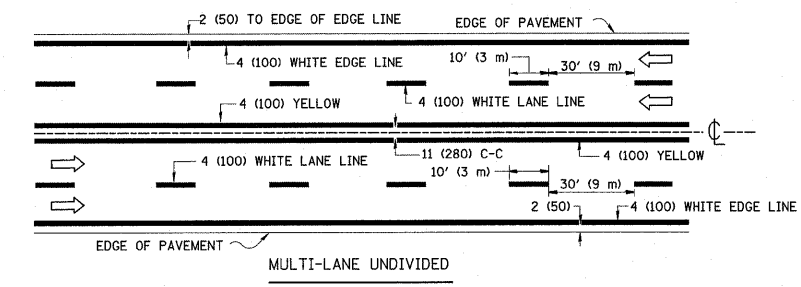 2 (50) TO EDGE OF EDGE LINE
EDGE OF PAVEMENT
4 (100) WHITE EDGE LINE
10' (3 m)
30' (9 m)
4 (100) YELLOW
4 (100) WHITE LANE LINE
℄
4 (100) WHITE LANE LINE
11 (280) C-C
4 (100) YELLOW
10' (3 m)
30' (9 m)
2 (50)
4 (100) WHITE EDGE LINE
EDGE OF PAVEMENT
MULTI-LANE UNDIVIDED